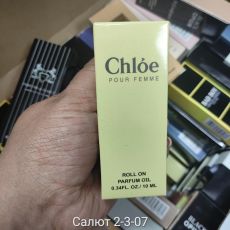 Chloé
POUR FEMME
ROLL ON
PARFUM OIL
0.34FL. OZ./ 10 ML
Салют 2-3-07